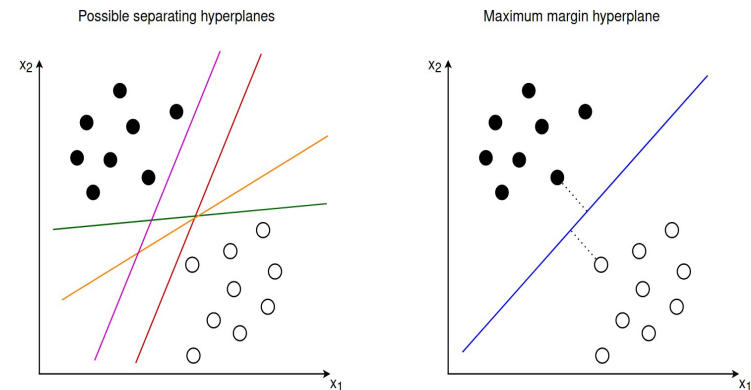 Possible separating hyperplanes
Maximum margin hyperplane
x2
x2
x1
x1